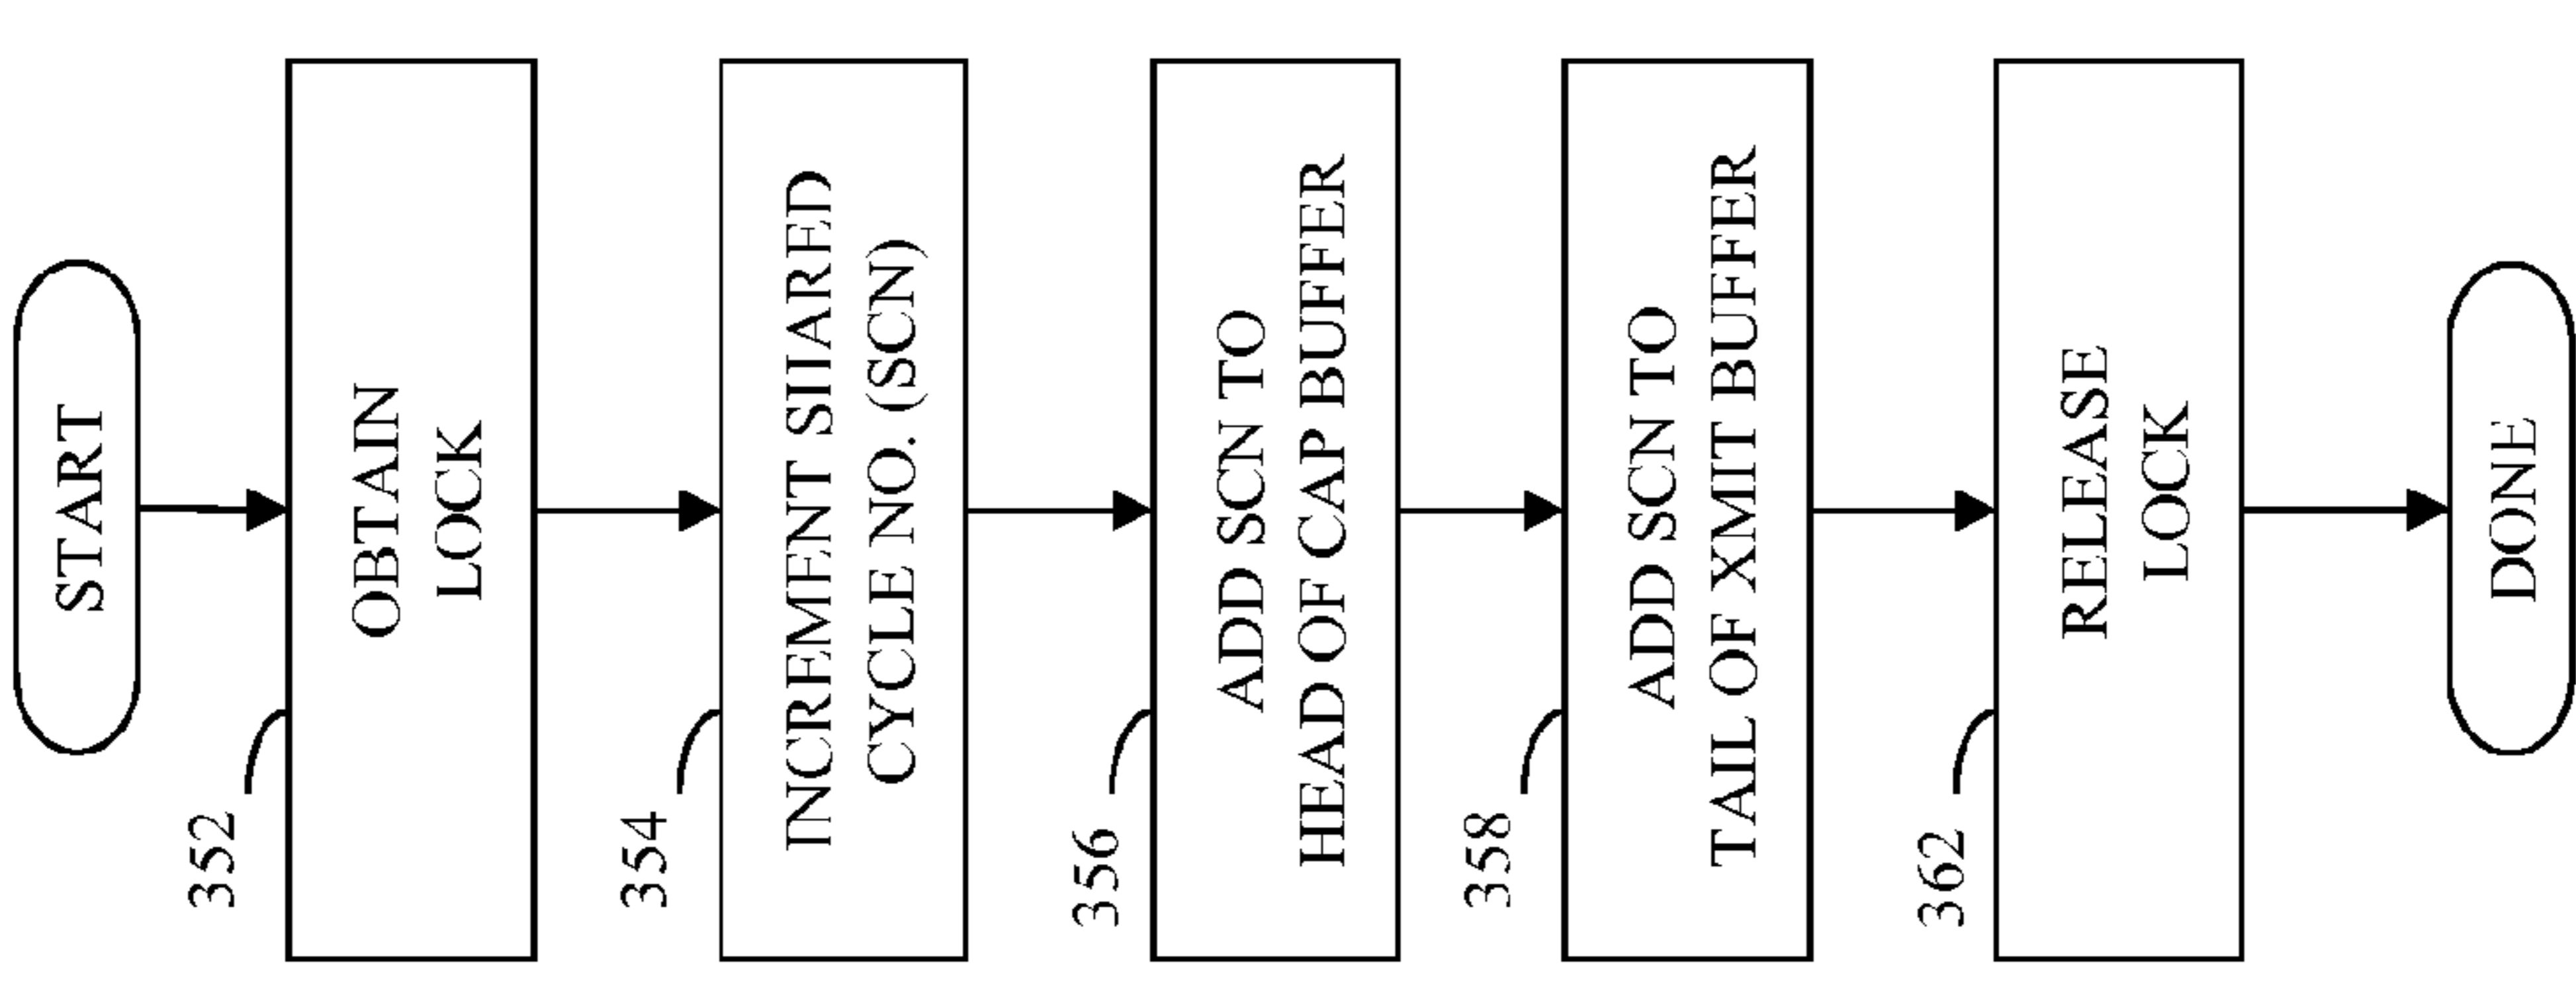 START
352
OBTAIN
LOCK
354
INCREMENT SHARED
CYCLE NO. (SCN)
356
ADD SCN TO
HEAD OF CAP BUFFER
358
ADD SCN TO
TAIL OF XMIT BUFFER
362
RELEASE
LOCK
DONE